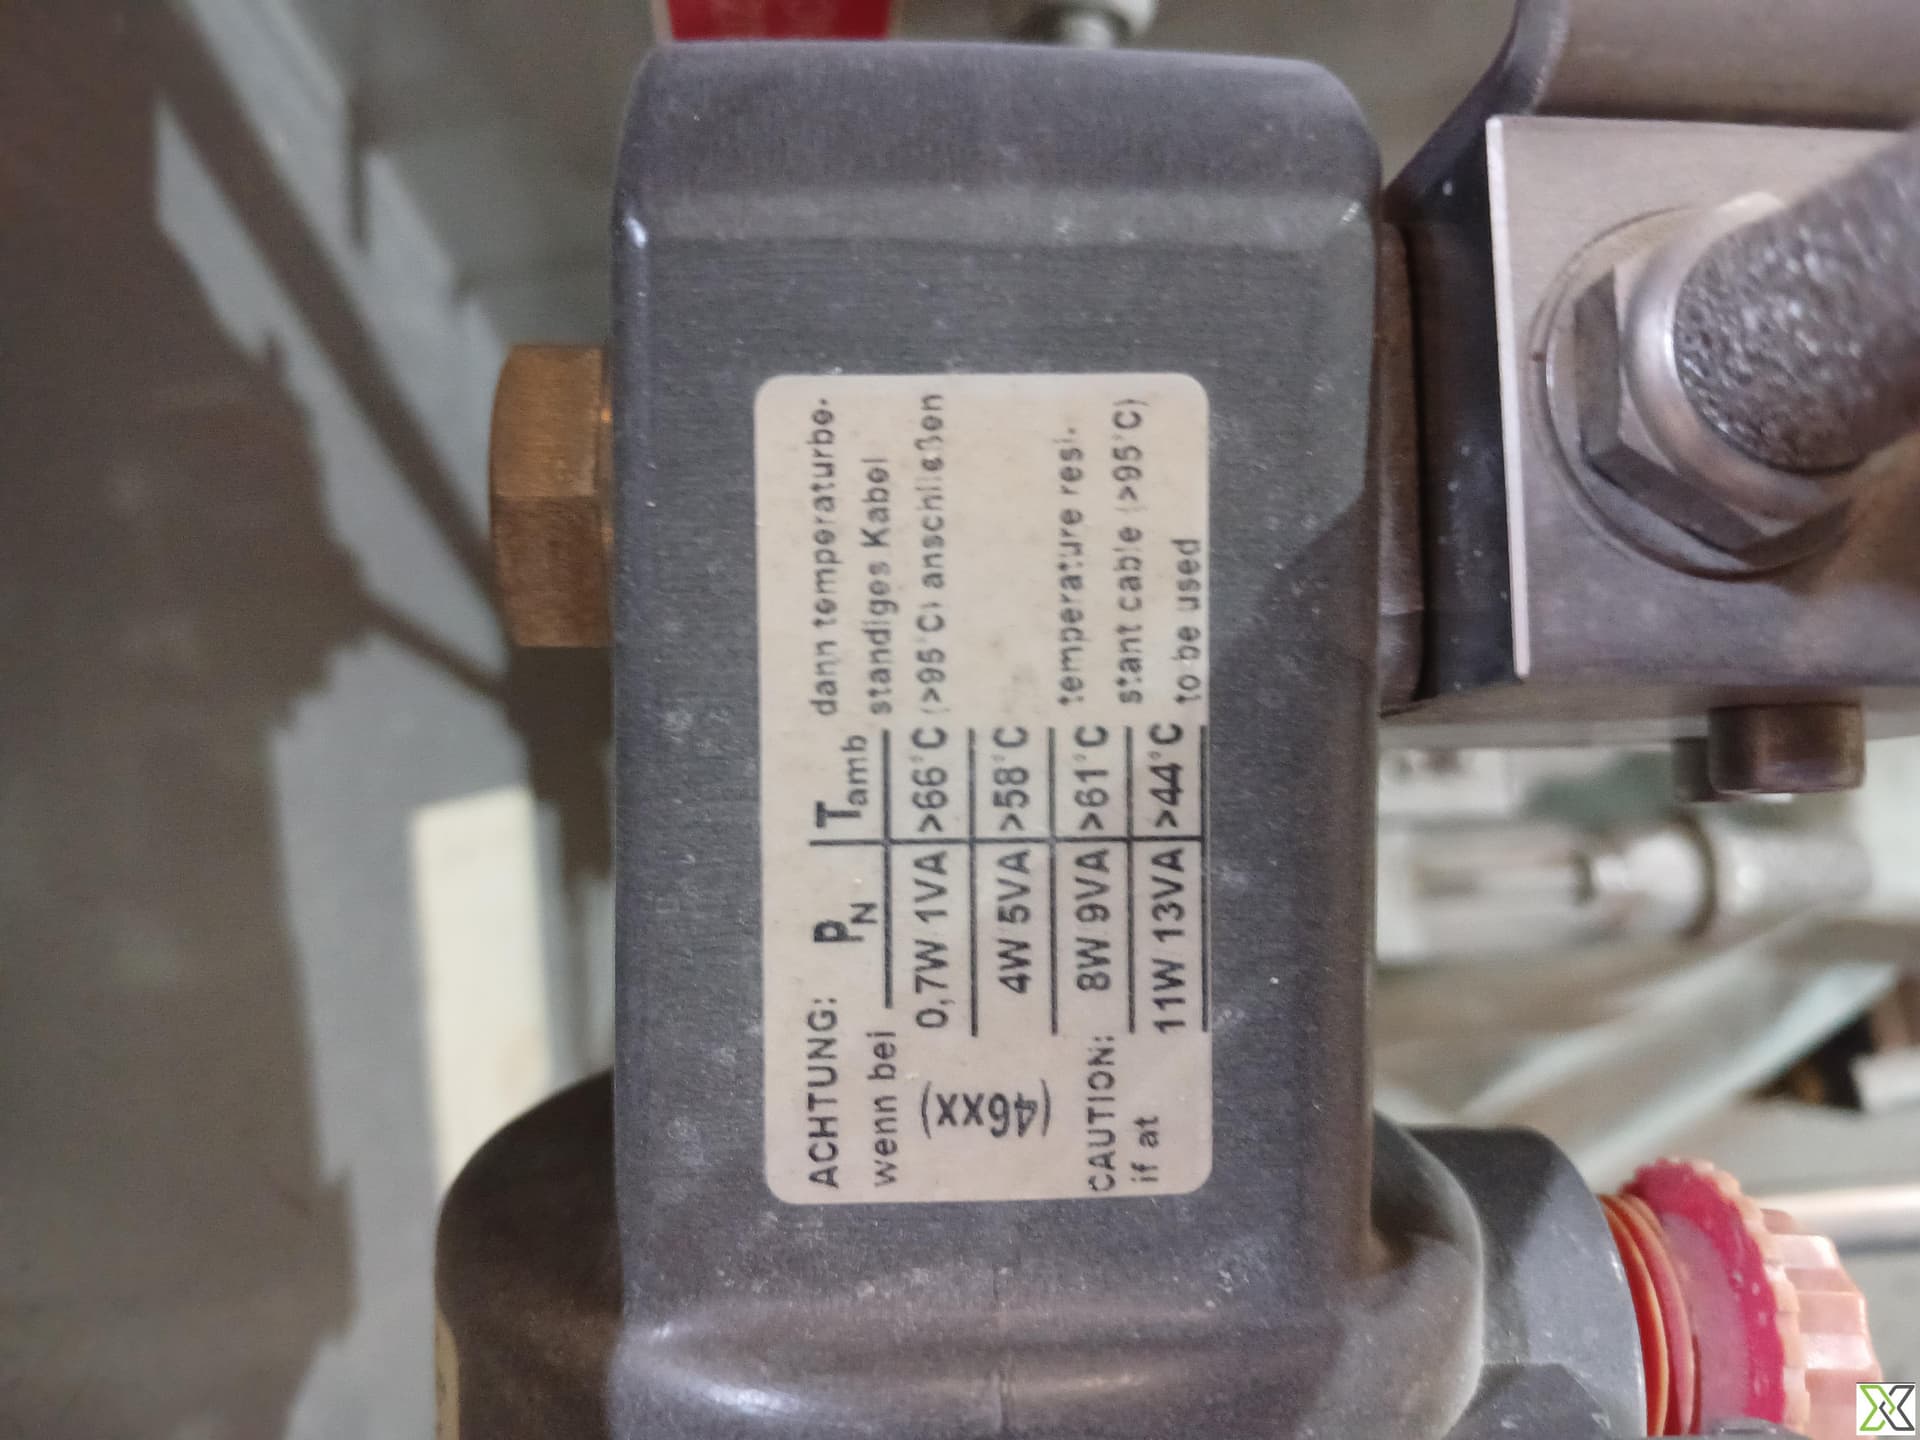 ACHTUNG: P_N T_amb dann temperaturbe-
wenn bei ständiges Kabel
0,7W 1VA >66°C (>95°C) anschließen
(46xx)
4W 5VA >58°C
CAUTION: 8W 9VA >61°C temperature resi-
if at stant cable (>95°C)
11W 13VA >44°C to be used